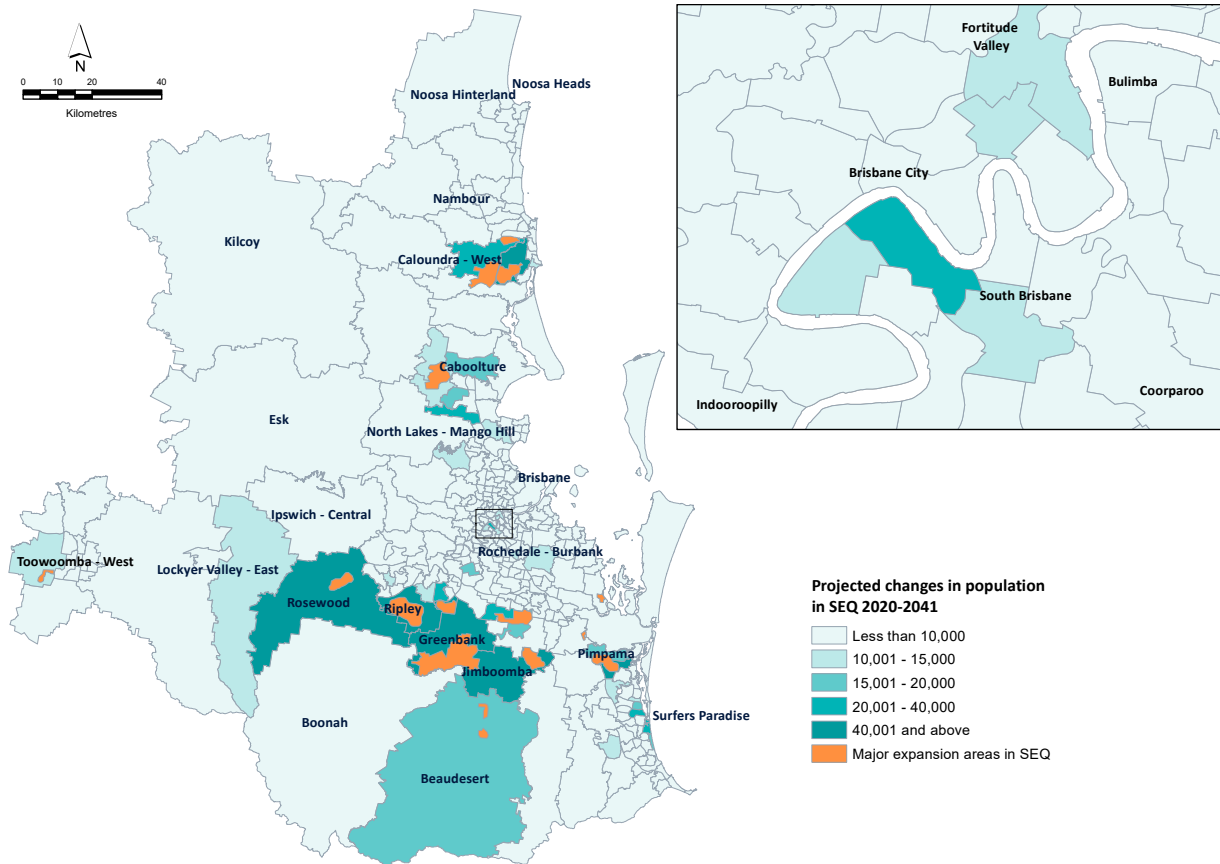 N
0 10 20 40
Kilometres
Noosa Heads
Noosa Hinterland
Nambour
Kilcoy
Caloundra - West
Caboolture
Esk
North Lakes - Mango Hill
Brisbane
Ipswich - Central
Rochedale - Burbank
Toowoomba - West
Lockyer Valley - East
Rosewood
Ripley
Greenbank
Pimpama
Jimboomba
Surfers Paradise
Boonah
Beaudesert
Fortitude
Valley
Bulimba
Brisbane City
South Brisbane
Indooroopilly
Coorparoo
Projected changes in population
in SEQ 2020-2041
Less than 10,000
10,001 - 15,000
15,001 - 20,000
20,001 - 40,000
40,001 and above
Major expansion areas in SEQ